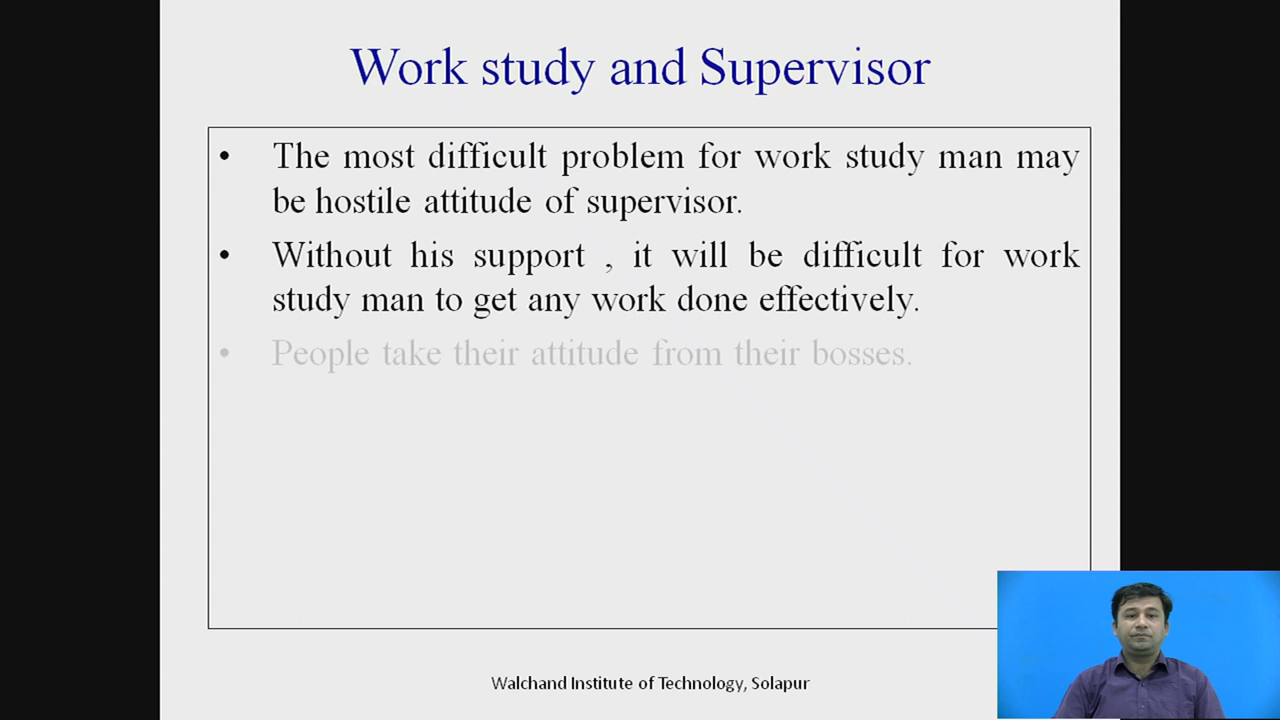 Work study and Supervisor
• The most difficult problem for work study man may
be hostile attitude of supervisor.
• Without his support , it will be difficult for work
study man to get any work done effectively.
• People take their attitude from their bosses.
Walchand Institute of Technology, Solapur